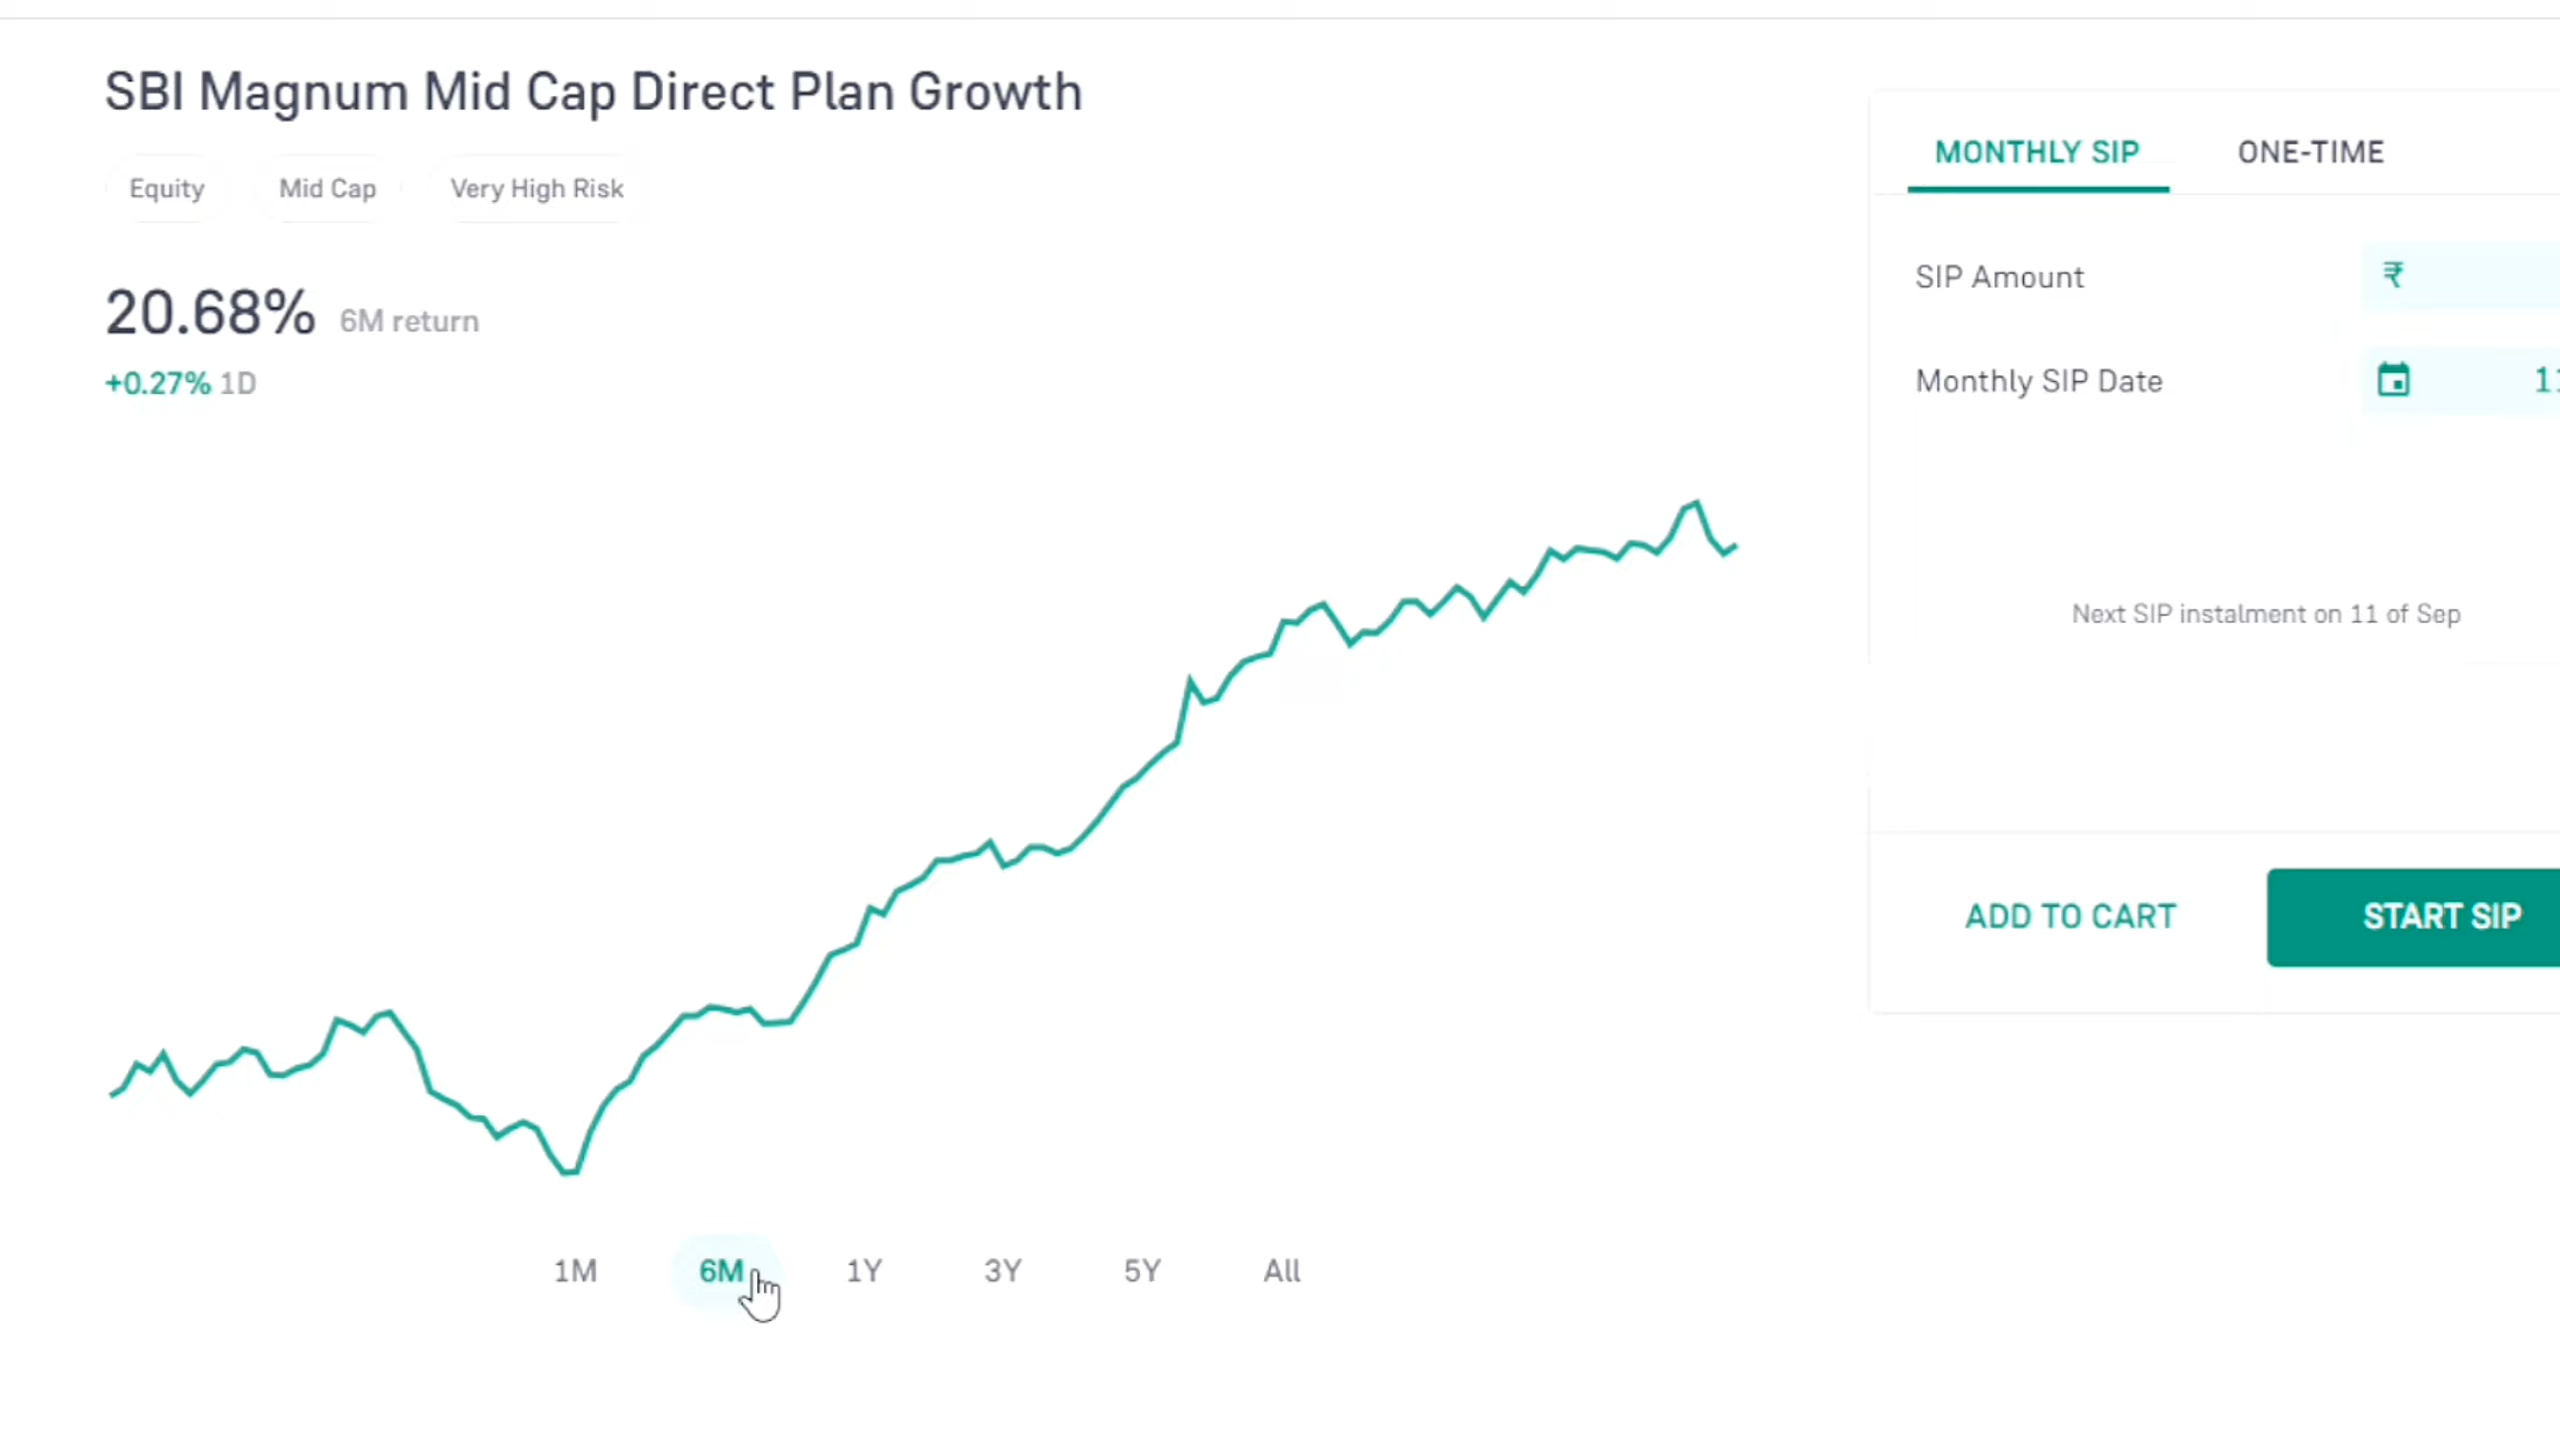 SBI Magnum Mid Cap Direct Plan Growth
Equity Mid Cap Very High Risk
20.68% 6M return
+0.27% 1D
1M 6M 1Y 3Y 5Y All
MONTHLY SIP ONE-TIME
SIP Amount ₹
Monthly SIP Date
Next SIP instalment on 11 of Sep
ADD TO CART START SIP